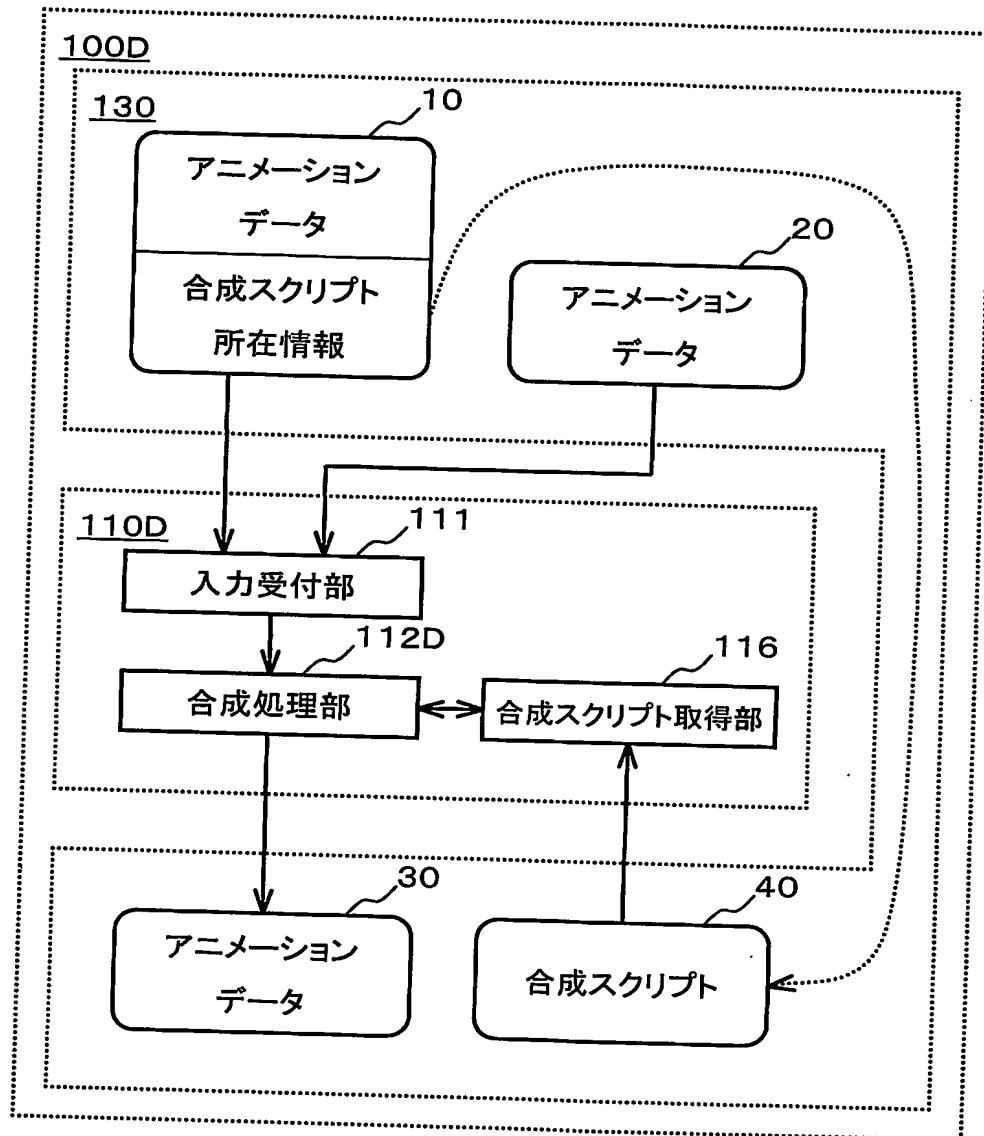 100D
130
10
アニメーション
データ
合成スクリプト
所在情報
20
アニメーション
データ
110D
111
入力受付部
112D
合成処理部
116
合成スクリプト取得部
30
アニメーション
データ
40
合成スクリプト